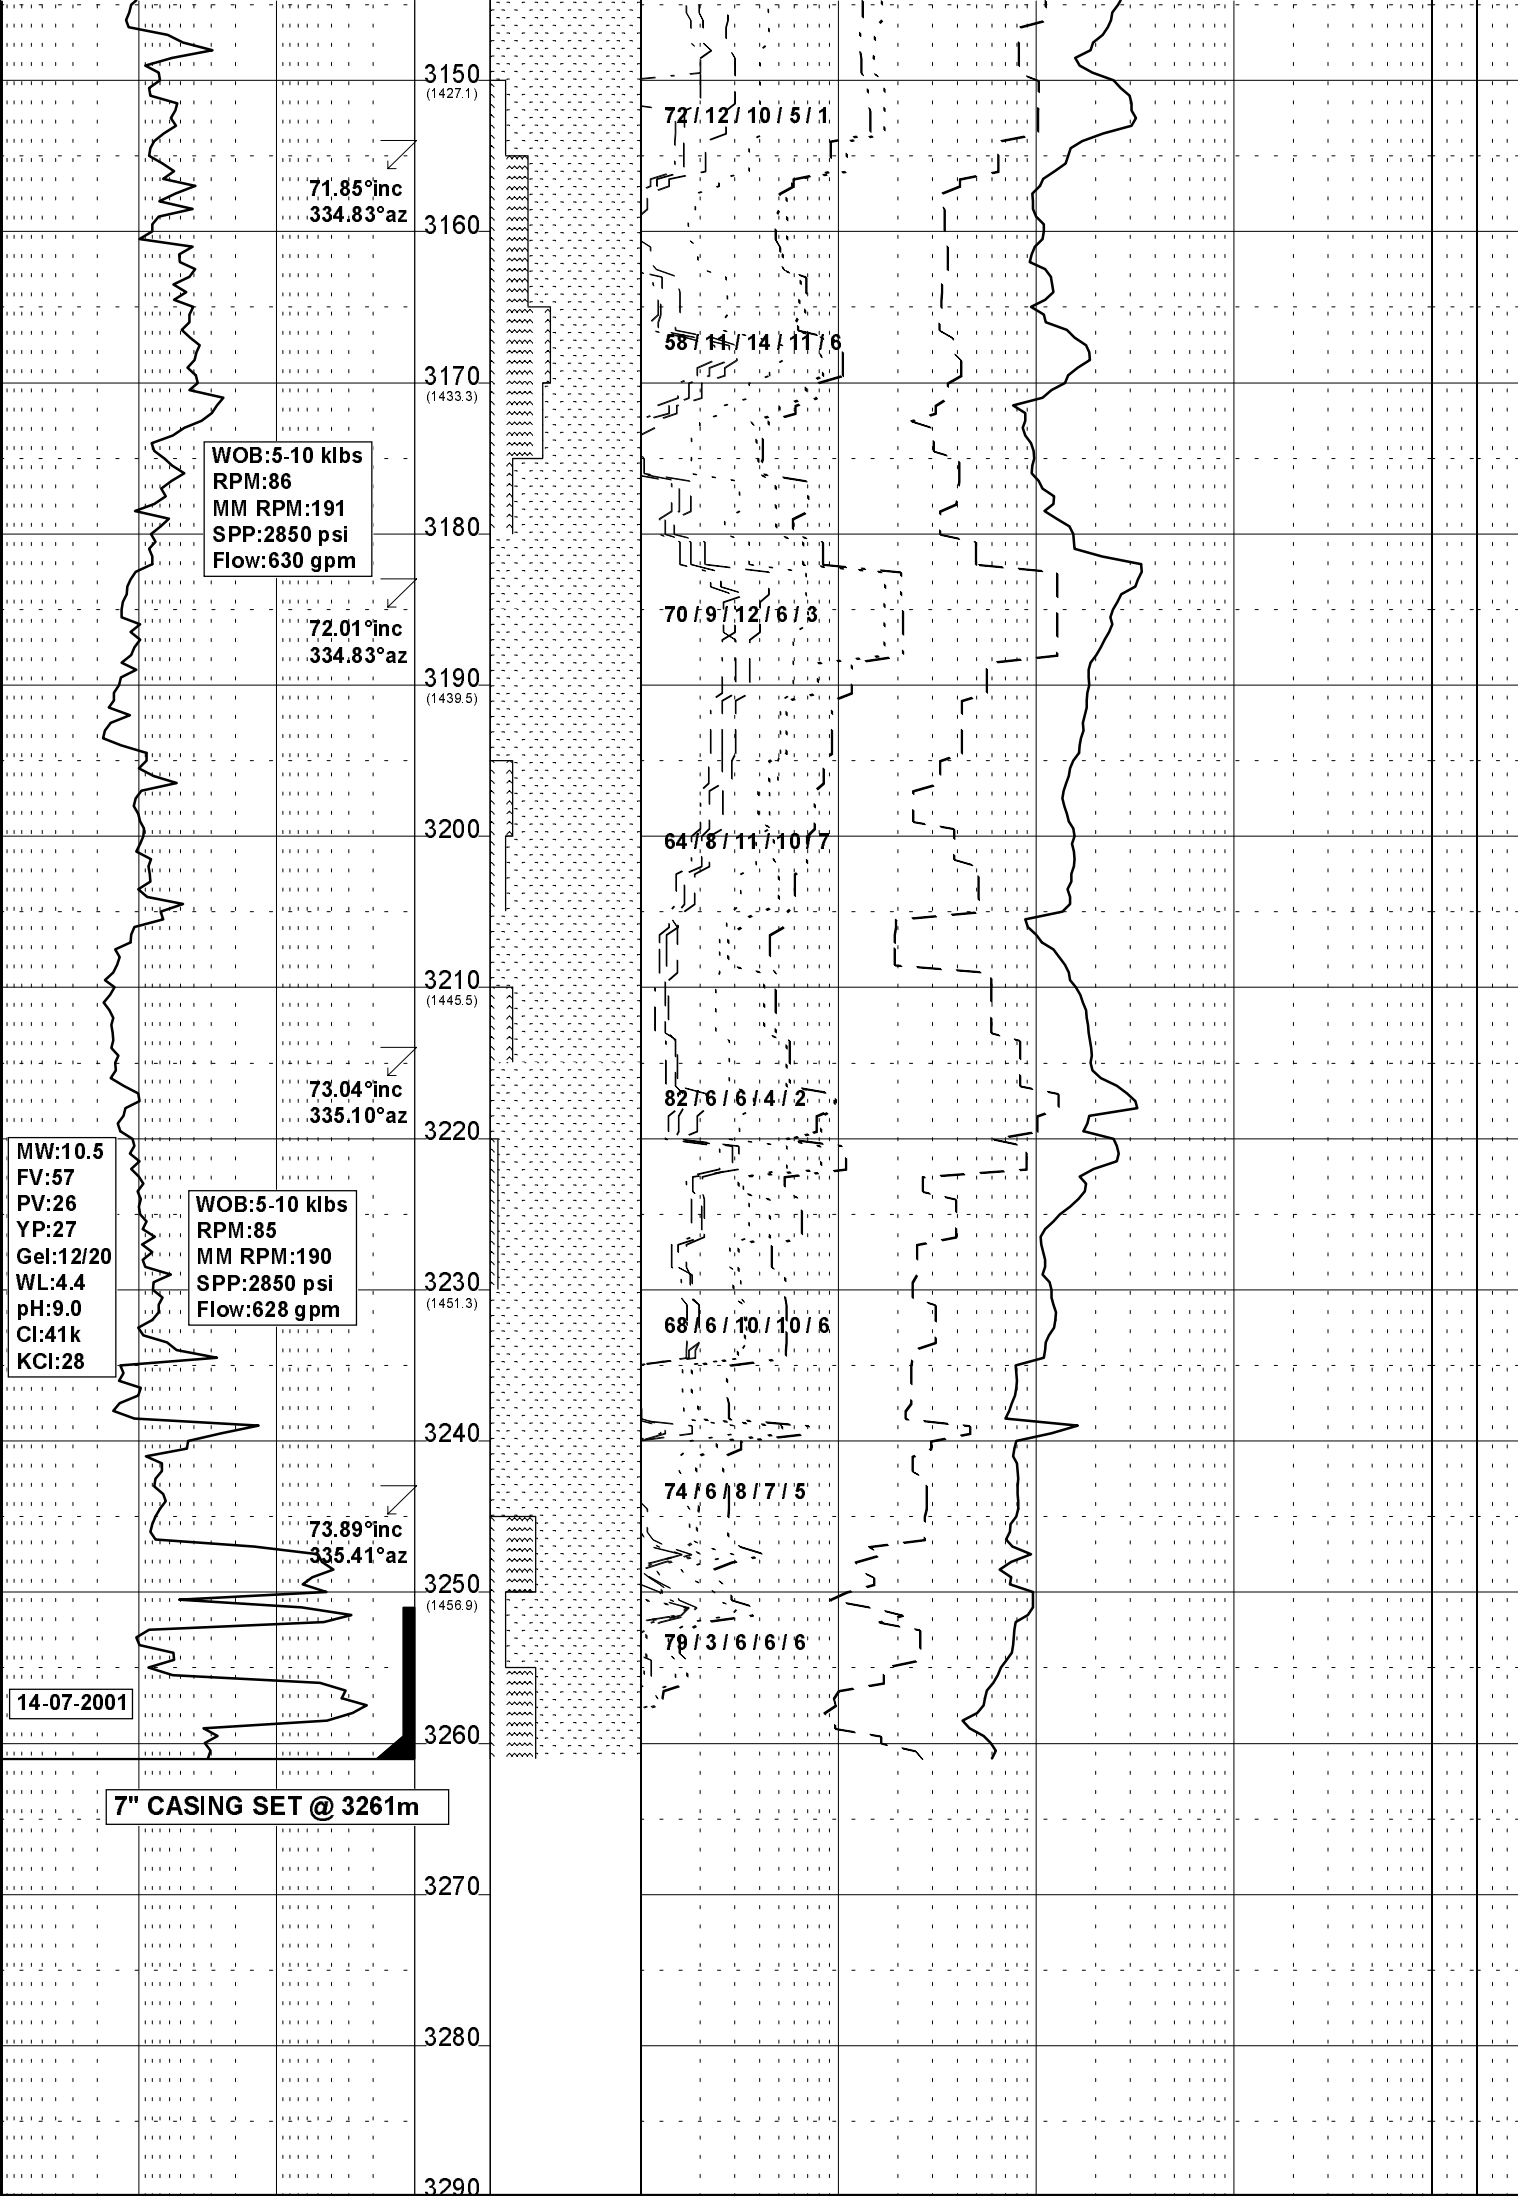 3150
(1427.1)
72 / 12 / 10 / 5 / 1
71.85°inc
334.83°az
3160
58 / 11 / 14 / 11 / 6
3170
(1433.3)
WOB:5-10 klbs
RPM:86
MM RPM:191
SPP:2850 psi
Flow:630 gpm
3180
70 / 9 / 12 / 6 / 3
72.01°inc
334.83°az
3190
(1439.5)
3200
64 / 8 / 11 / 10 / 7
3210
(1445.5)
73.04°inc
335.10°az
82 / 6 / 6 / 4 / 2
3220
MW:10.5
FV:57
PV:26
YP:27
Gel:12/20
WL:4.4
pH:9.0
Cl:41k
KCl:28
WOB:5-10 klbs
RPM:85
MM RPM:190
SPP:2850 psi
Flow:628 gpm
3230
(1451.3)
68 / 6 / 10 / 10 / 6
3240
74 / 6 / 8 / 7 / 5
73.89°inc
335.41°az
3250
(1456.9)
79 / 3 / 6 / 6 / 6
14-07-2001
3260
7" CASING SET @ 3261m
3270
3280
3290